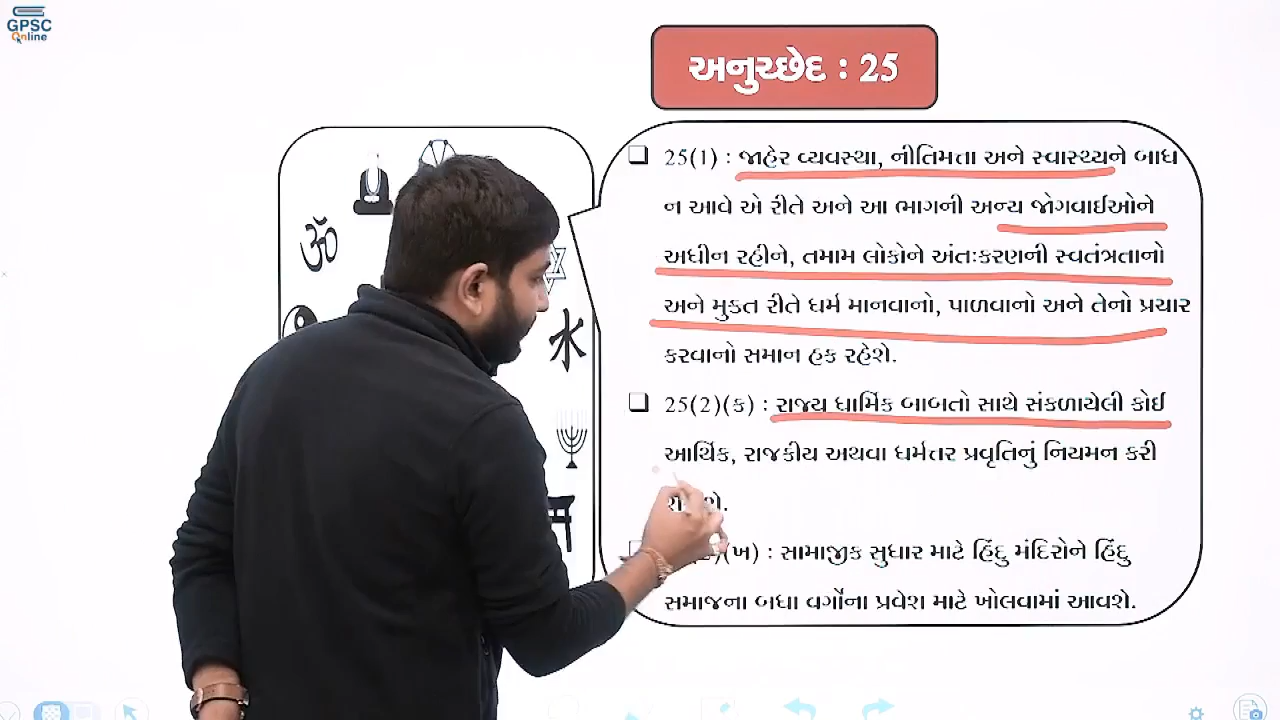 GPSC
Online
અનુચ્છેદ : 25
❑ 25(1) : જાહેર વ્યવસ્થા, નીતિમત્તા અને સ્વાસ્થ્યને બાધ
ન આવે એ રીતે અને આ ભાગની અન્ય જોગવાઈઓને
અધીન રહીને, તમામ લોકોને અંતઃકરણની સ્વતંત્રતાનો
અને મુક્ત રીતે ધર્મ માનવાનો, પાળવાનો અને તેનો પ્રચાર
કરવાનો સમાન હક રહેશે.
❑ 25(2)(ક) : રાજ્ય ધાર્મિક બાબતો સાથે સંકળાયેલી કોઈ
આર્થિક, રાજકીય અથવા ધર્મેત્તર પ્રવૃતિનું નિયમન કરી
(ખ) : સામાજીક સુધાર માટે હિંદુ મંદિરોને હિંદુ
સમાજના બધા વર્ગોના પ્રવેશ માટે ખોલવામાં આવશે.
ॐ
水